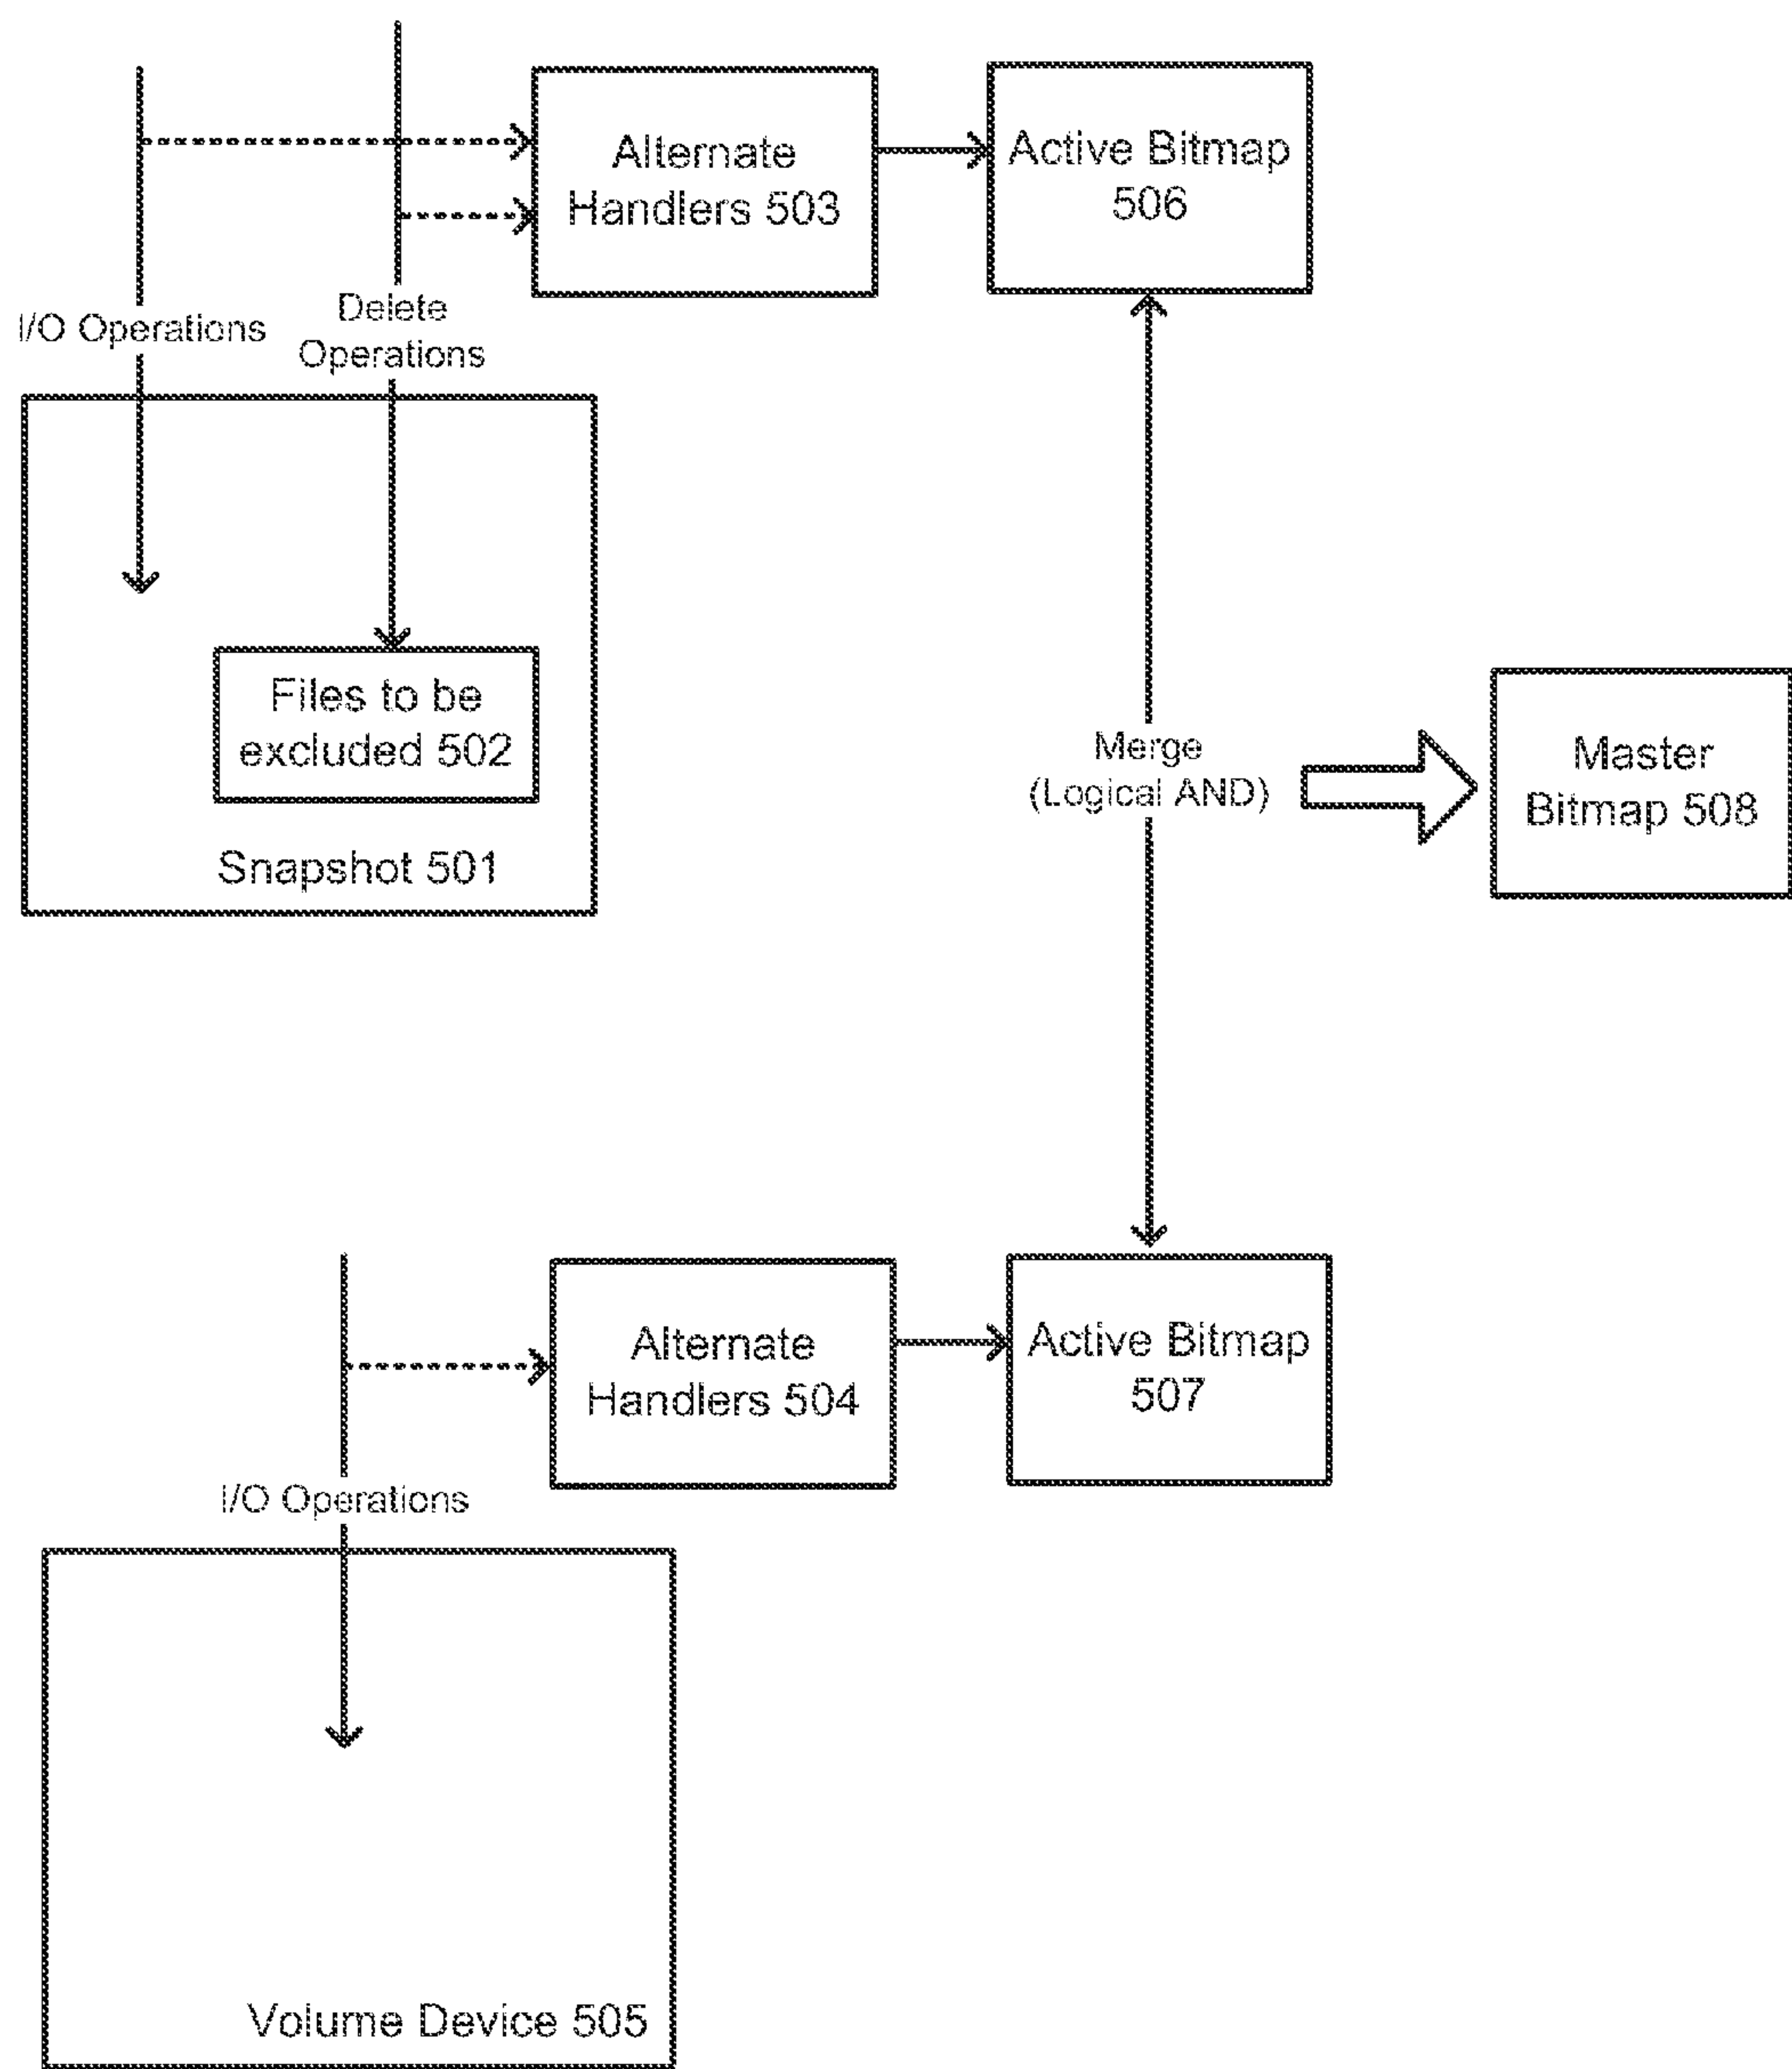 Alternate
Handlers 503
Active Bitmap
506
I/O Operations
Delete
Operations
Files to be
excluded 502
Snapshot 501
Merge
(Logical AND)
Master
Bitmap 508
Alternate
Handlers 504
Active Bitmap
507
I/O Operations
Volume Device 505